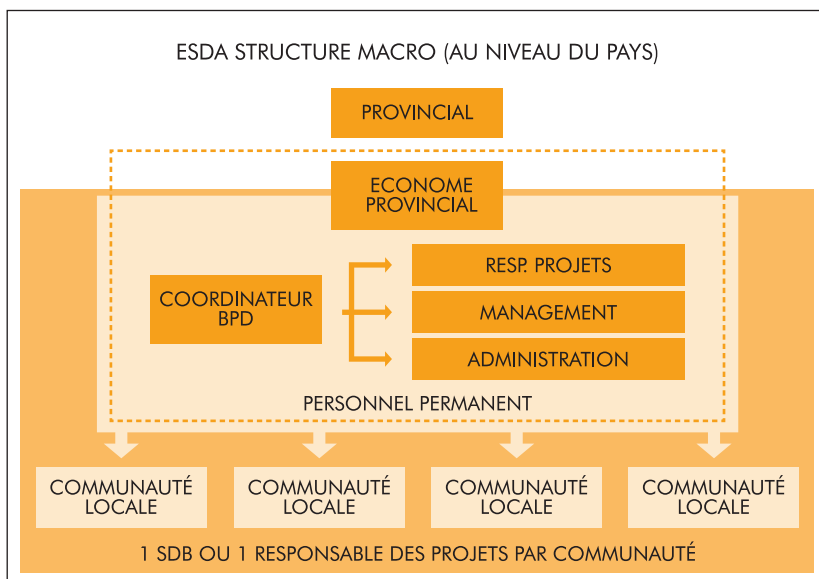 ESDA STRUCTURE MACRO (AU NIVEAU DU PAYS)
PROVINCIAL
ECONOME
PROVINCIAL
COORDINATEUR
BPD
RESP. PROJETS
MANAGEMENT
ADMINISTRATION
PERSONNEL PERMANENT
COMMUNAUTÉ
LOCALE
COMMUNAUTÉ
LOCALE
COMMUNAUTÉ
LOCALE
COMMUNAUTÉ
LOCALE
1 SDB OU 1 RESPONSABLE DES PROJETS PAR COMMUNAUTÉ